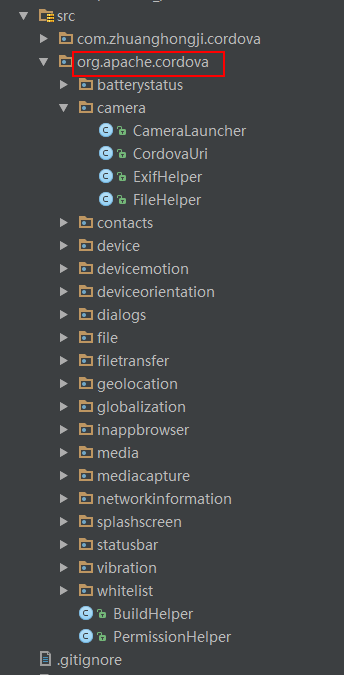 src
com.zhuanghongji.cordova
org.apache.cordova
batterystatus
camera
C CameraLauncher
C CordovaUri
C ExifHelper
C FileHelper
contacts
device
devicemotion
deviceorientation
dialogs
file
filetransfer
geolocation
globalization
inappbrowser
media
mediacapture
networkinformation
splashscreen
statusbar
vibration
whitelist
C BuildHelper
C PermissionHelper
.gitignore